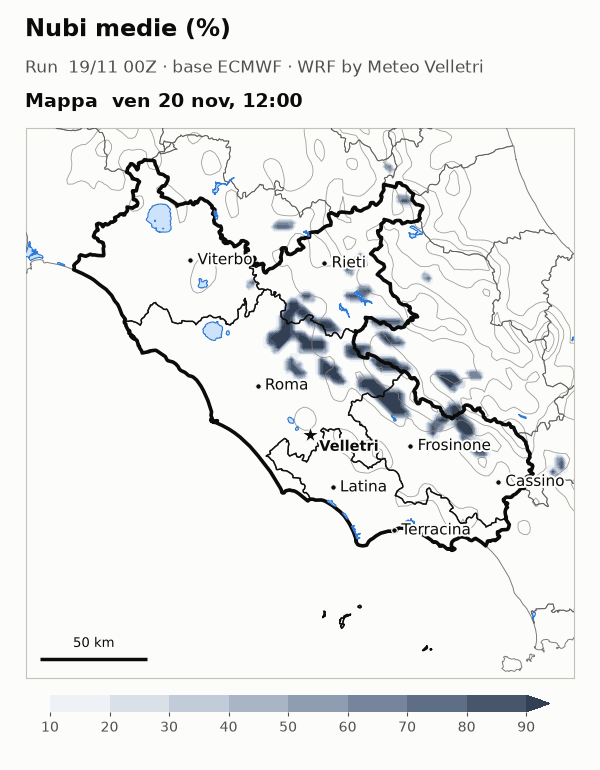 Nubi medie (%)
Run 19/11 00Z · base ECMWF · WRF by Meteo Velletri
Mappa ven 20 nov, 12:00
Viterbo
Rieti
Roma
Velletri
Frosinone
Latina
Cassino
Terracina
50 km
10 20 30 40 50 60 70 80 90